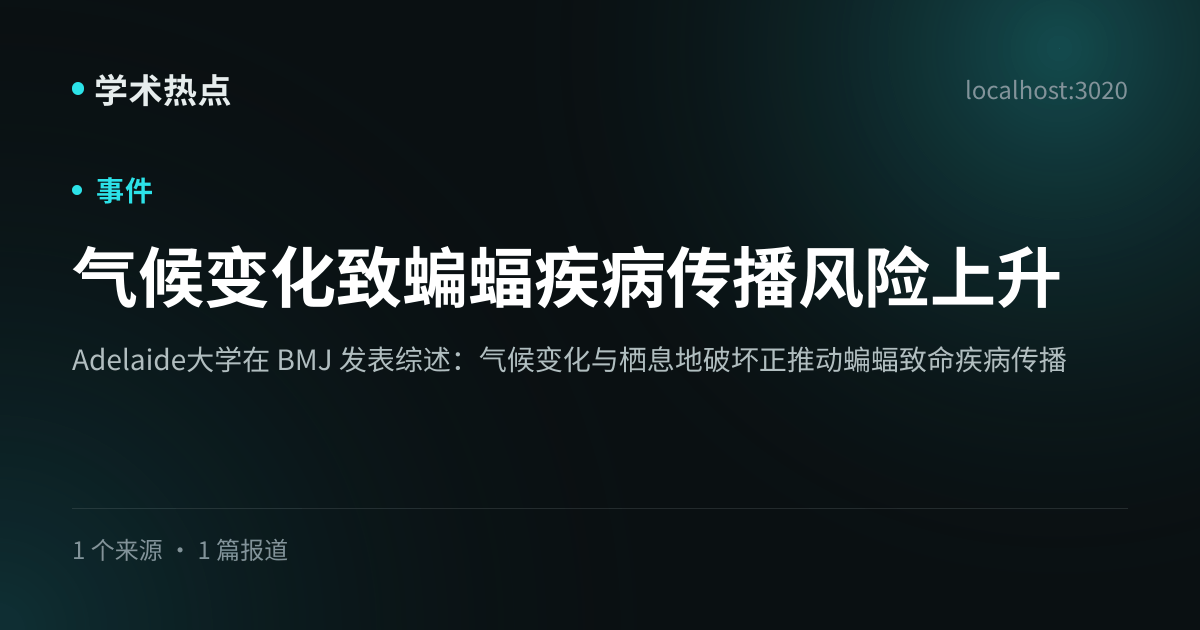 学术热点
localhost:3020
事件
气候变化致蝙蝠疾病传播风险上升
Adelaide大学在 BMJ 发表综述：气候变化与栖息地破坏正推动蝙蝠致命疾病传播
1 个来源 · 1 篇报道